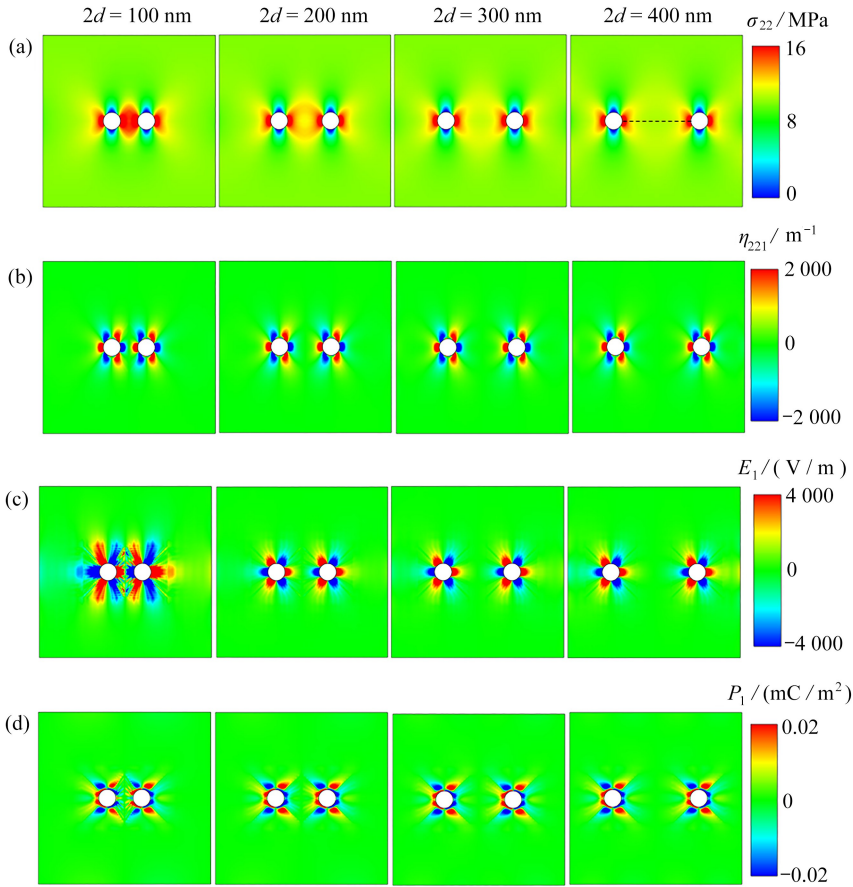 2d = 100 nm 2d = 200 nm 2d = 300 nm 2d = 400 nm σ22 / MPa
(a)
16
8
0
η221 / m−1
(b)
2 000
0
−2 000
E1 / ( V / m )
(c)
4 000
0
−4 000
P1 / (mC / m2)
(d)
0.02
0
−0.02